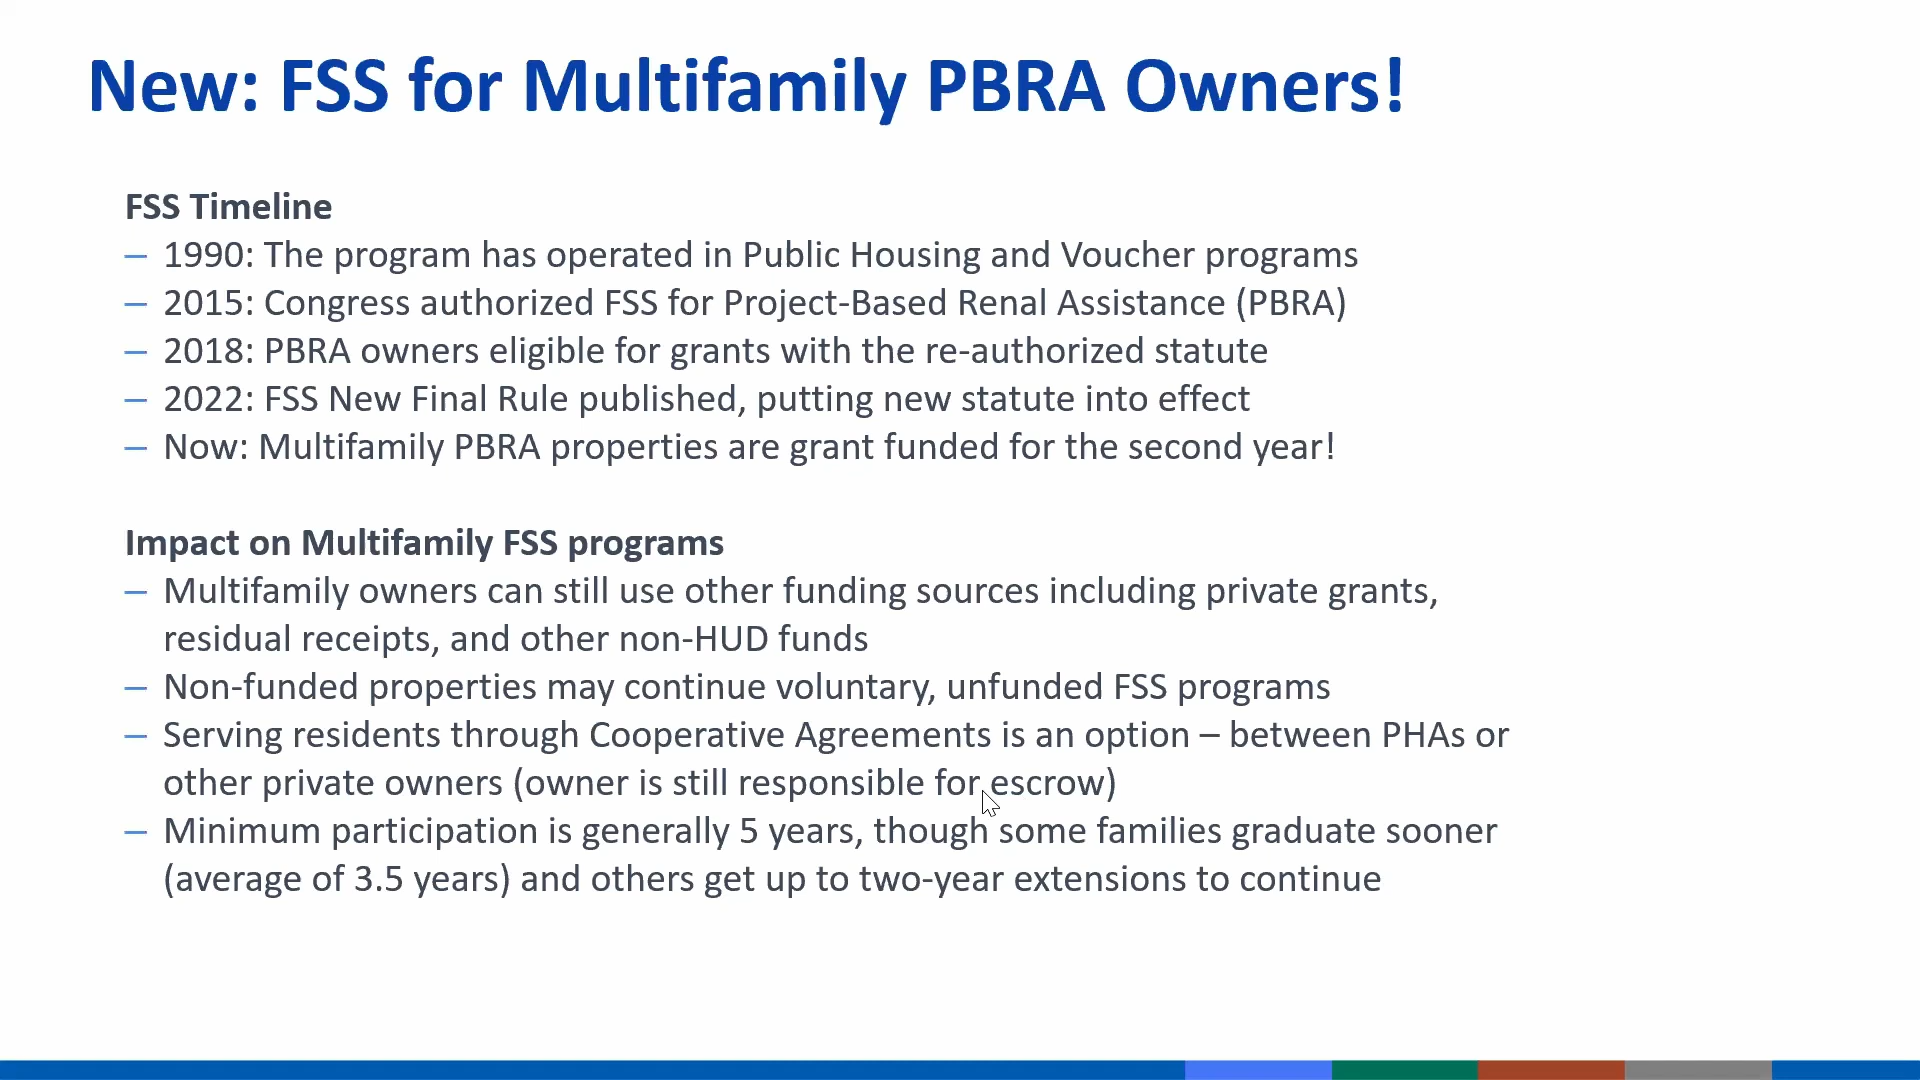 New: FSS for Multifamily PBRA Owners!
FSS Timeline
– 1990: The program has operated in Public Housing and Voucher programs
– 2015: Congress authorized FSS for Project-Based Renal Assistance (PBRA)
– 2018: PBRA owners eligible for grants with the re-authorized statute
– 2022: FSS New Final Rule published, putting new statute into effect
– Now: Multifamily PBRA properties are grant funded for the second year!
Impact on Multifamily FSS programs
– Multifamily owners can still use other funding sources including private grants,
residual receipts, and other non-HUD funds
– Non-funded properties may continue voluntary, unfunded FSS programs
– Serving residents through Cooperative Agreements is an option – between PHAs or
other private owners (owner is still responsible for escrow)
– Minimum participation is generally 5 years, though some families graduate sooner
(average of 3.5 years) and others get up to two-year extensions to continue